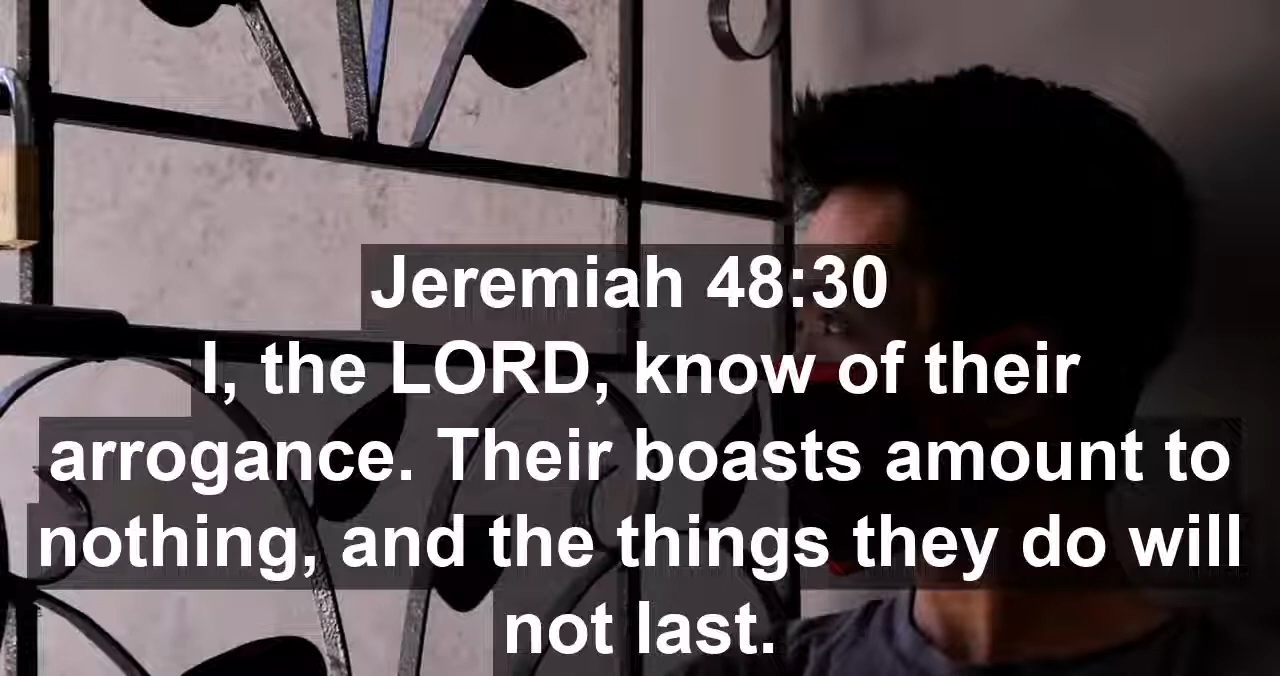 Jeremiah 48:30
I, the LORD, know of their
arrogance. Their boasts amount to
nothing, and the things they do will
not last.